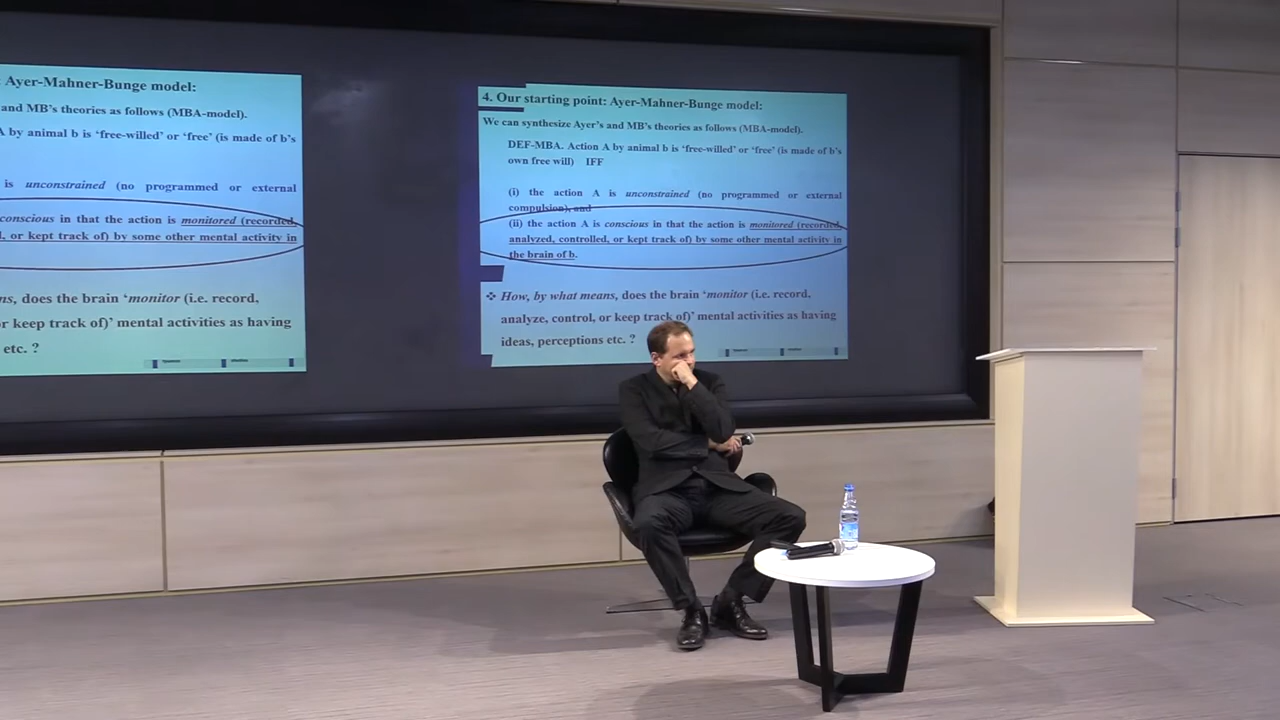 : Ayer-Mahner-Bunge model:
and MB's theories as follows (MBA-model).
A by animal b is 'free-willed' or 'free' (is made of b's
is unconstrained (no programmed or external
conscious in that the action is monitored (recorded,
, or kept track of) by some other mental activity in
ns, does the brain 'monitor (i.e. record,
or keep track of)' mental activities as having
etc. ?
4. Our starting point: Ayer-Mahner-Bunge model:
We can synthesize Ayer's and MB's theories as follows (MBA-model).
DEF-MBA. Action A by animal b is 'free-willed' or 'free' (is made of b's
own free will) IFF
(i) the action A is unconstrained (no programmed or external
compulsion), and
(ii) the action A is conscious in that the action is monitored (recorded,
analyzed, controlled, or kept track of) by some other mental activity in
the brain of b.
❖ How, by what means, does the brain 'monitor (i.e. record,
analyze, control, or keep track of)' mental activities as having
ideas, perceptions etc. ?